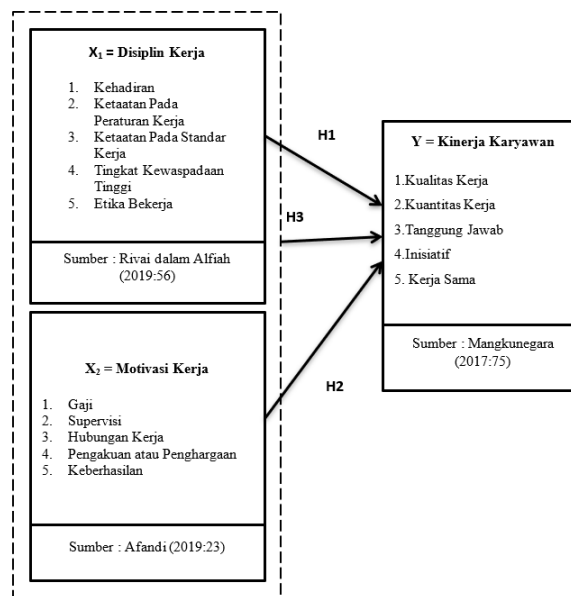 X₁ = Disiplin Kerja
1. Kehadiran
2. Ketaatan Pada
Peraturan Kerja
3. Ketaatan Pada Standar
Kerja
4. Tingkat Kewaspadaan
Tinggi
5. Etika Bekerja
Sumber : Rivai dalam Alfiah
(2019:56)
X₂ = Motivasi Kerja
1. Gaji
2. Supervisi
3. Hubungan Kerja
4. Pengakuan atau Penghargaan
5. Keberhasilan
Sumber : Afandi (2019:23)
H1
H3
H2
Y = Kinerja Karyawan
1.Kualitas Kerja
2.Kuantitas Kerja
3.Tanggung Jawab
4.Inisiatif
5. Kerja Sama
Sumber : Mangkunegara
(2017:75)